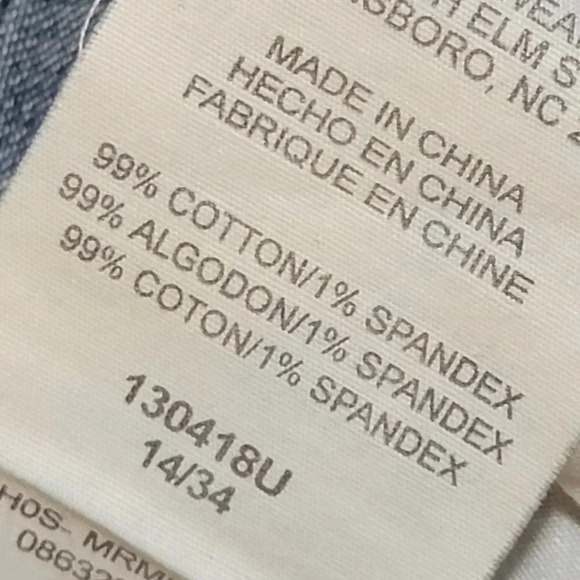 ELM
NC
MADE IN CHINA
HECHO EN CHINA
FABRIQUE EN CHINE
99% COTTON/1% SPANDEX
99% ALGODON/1% SPANDEX
99% COTON/1% SPANDEX
130418U
14/34